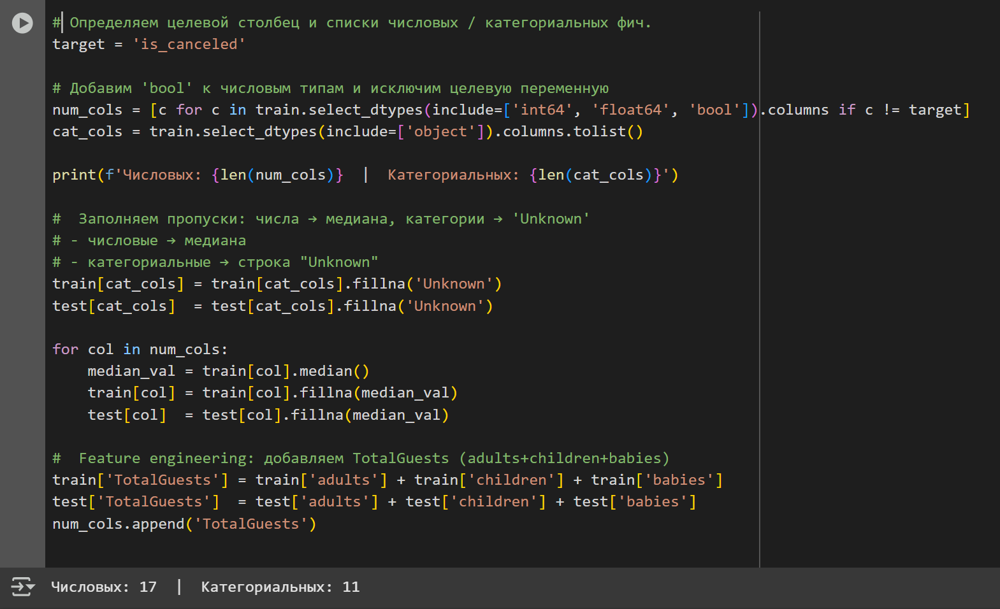 # Определяем целевой столбец и списки числовых / категориальных фич.
target = 'is_canceled'
# Добавим 'bool' к числовым типам и исключим целевую переменную
num_cols = [c for c in train.select_dtypes(include=['int64', 'float64', 'bool']).columns if c != target]
cat_cols = train.select_dtypes(include=['object']).columns.tolist()
print(f'Числовых: {len(num_cols)}  |  Категориальных: {len(cat_cols)}')
#  Заполняем пропуски: числа → медиана, категории → 'Unknown'
# - числовые → медиана
# - категориальные → строка "Unknown"
train[cat_cols] = train[cat_cols].fillna('Unknown')
test[cat_cols]  = test[cat_cols].fillna('Unknown')
for col in num_cols:
    median_val = train[col].median()
    train[col] = train[col].fillna(median_val)
    test[col]  = test[col].fillna(median_val)
#  Feature engineering: добавляем TotalGuests (adults+children+babies)
train['TotalGuests'] = train['adults'] + train['children'] + train['babies']
test['TotalGuests']  = test['adults'] + test['children'] + test['babies']
num_cols.append('TotalGuests')
Числовых: 17  |  Категориальных: 11